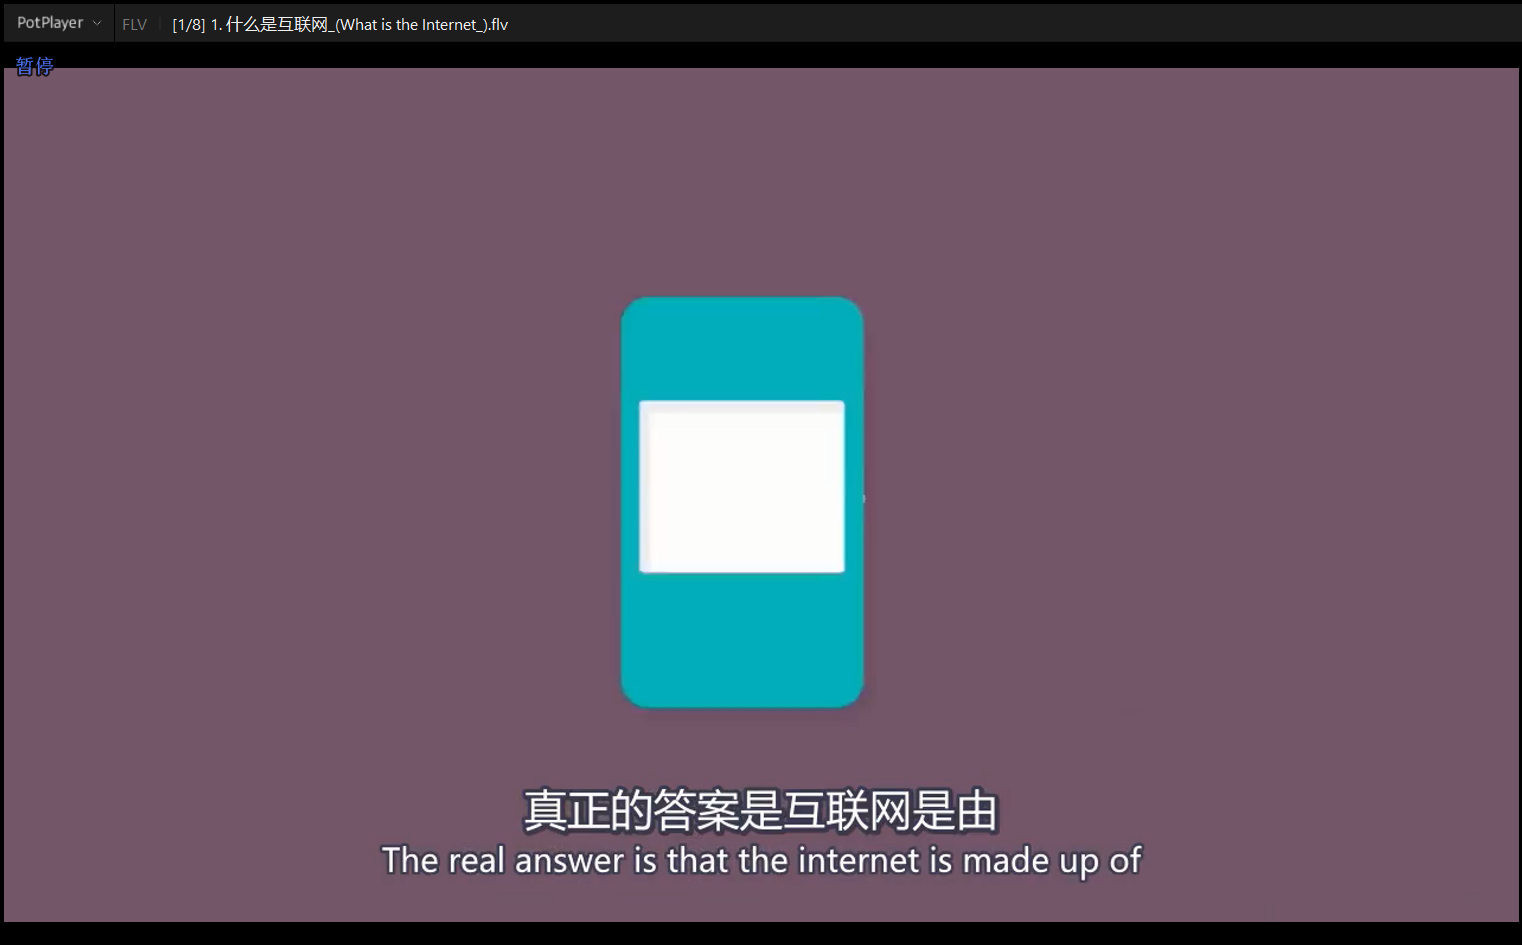 PotPlayer FLV [1/8] 1. 什么是互联网_(What is the Internet_).flv
暂停
真正的答案是互联网是由
The real answer is that the internet is made up of